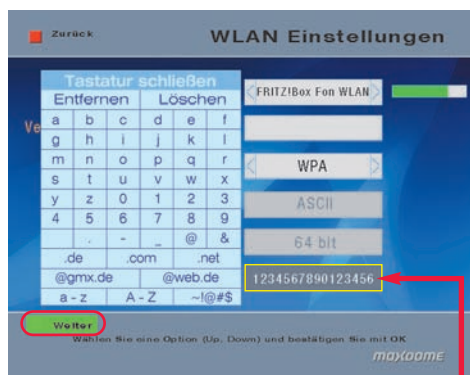 Zurück
WLAN Einstellungen
Tastatur schließen
Entfernen Löschen
a b c d e f
g h i j k l
m n o p q r
s t u v w x
y z 0 1 2 3
4 5 6 7 8 9
. - _ @ &
.de .com .net
@gmx.de @web.de
a - z A - Z ~!@#$
Ve
FRITZ!Box Fon WLAN
WPA
ASCII
64 bit
1234567890123456
Weiter
Wählen Sie eine Option (Up, Down) und bestätigen Sie mit OK
maxdome